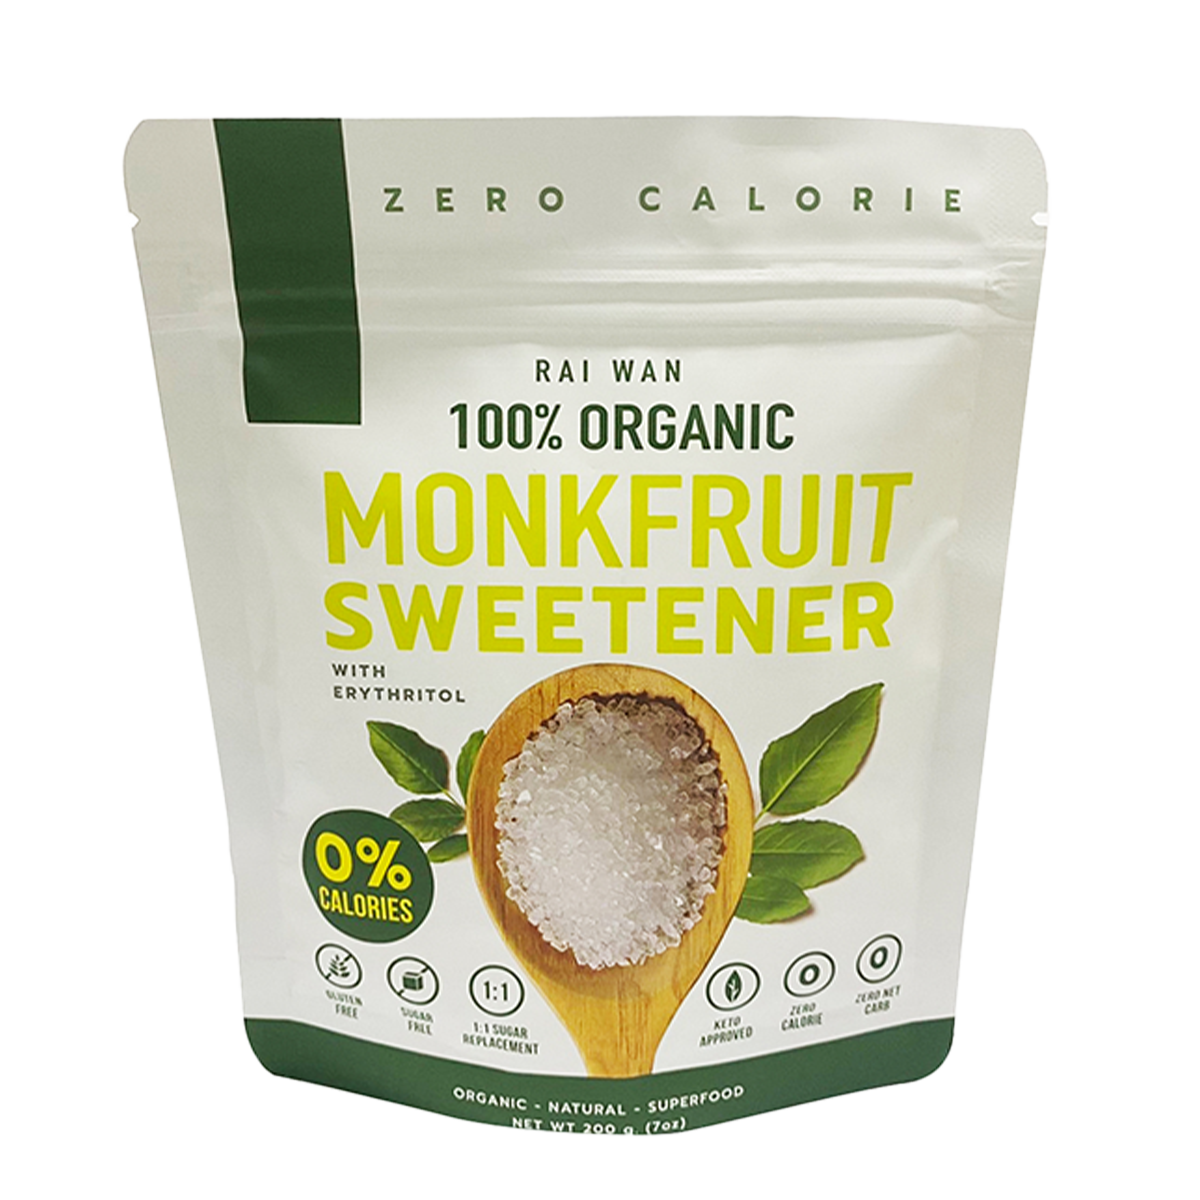 ZERO CALORIE
RAI WAN
100% ORGANIC
MONKFRUIT
SWEETENER
WITH
ERYTHRITOL
0%
CALORIES
GLUTEN
FREE
SUGAR
FREE
1:1
1:1 SUGAR
REPLACEMENT
KETO
APPROVED
0
ZERO
CALORIE
0
ZERO NET
CARB
ORGANIC - NATURAL - SUPERFOOD
NET WT 200 g. (7oz)